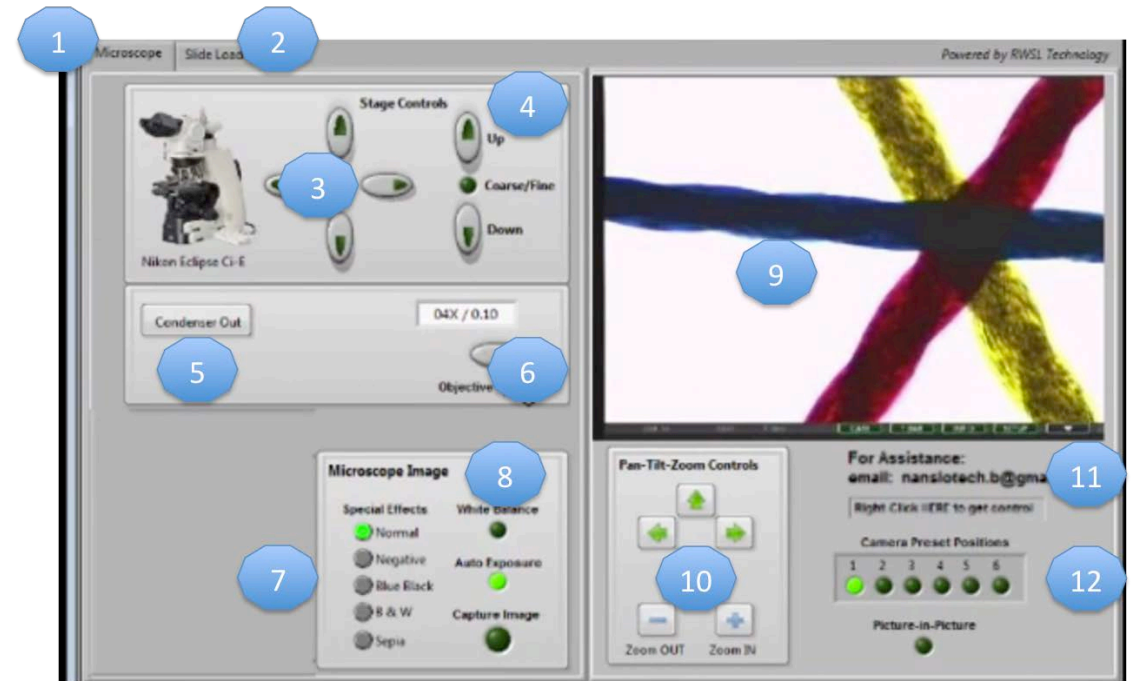 1
2
Microscope
Slide Load
Powered by RWSL Technology
Stage Controls
4
Up
3
Coarse/Fine
Down
Nikon Eclipse Ci-E
9
Condenser Out
04X / 0.10
5
6
Objective
Microscope Image
8
Special Effects
White Balance
Normal
Negative
Auto Exposure
7
Blue Black
B & W
Capture Image
Sepia
Pan-Tilt-Zoom Controls
10
Zoom OUT
Zoom IN
For Assistance:
email: nanslotech.b@gma
11
Right Click HERE to get control
Camera Preset Positions
1 2 3 4 5 6
12
Picture-in-Picture